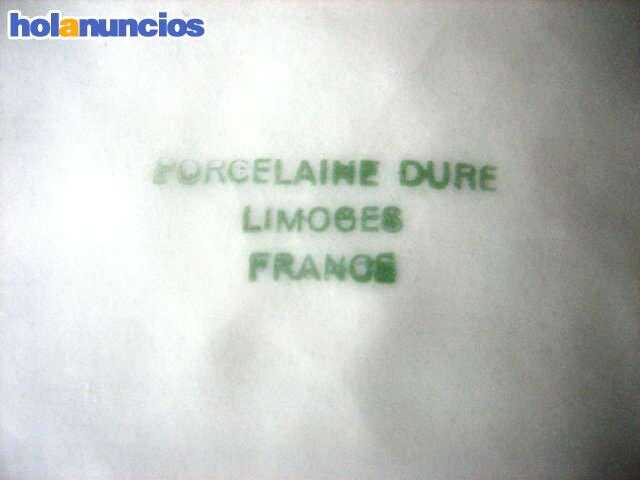 holanuncios
PORCELAINE DURE
LIMOGES
FRANCE